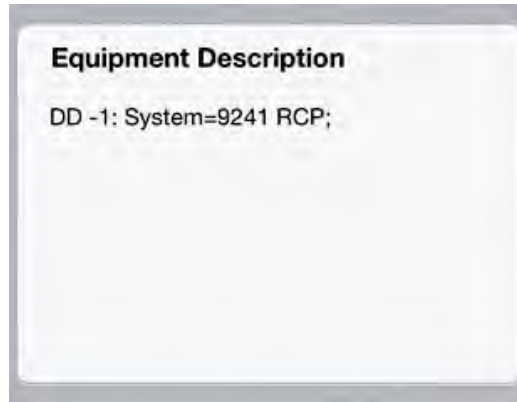 Equipment Description
DD -1: System=9241 RCP;